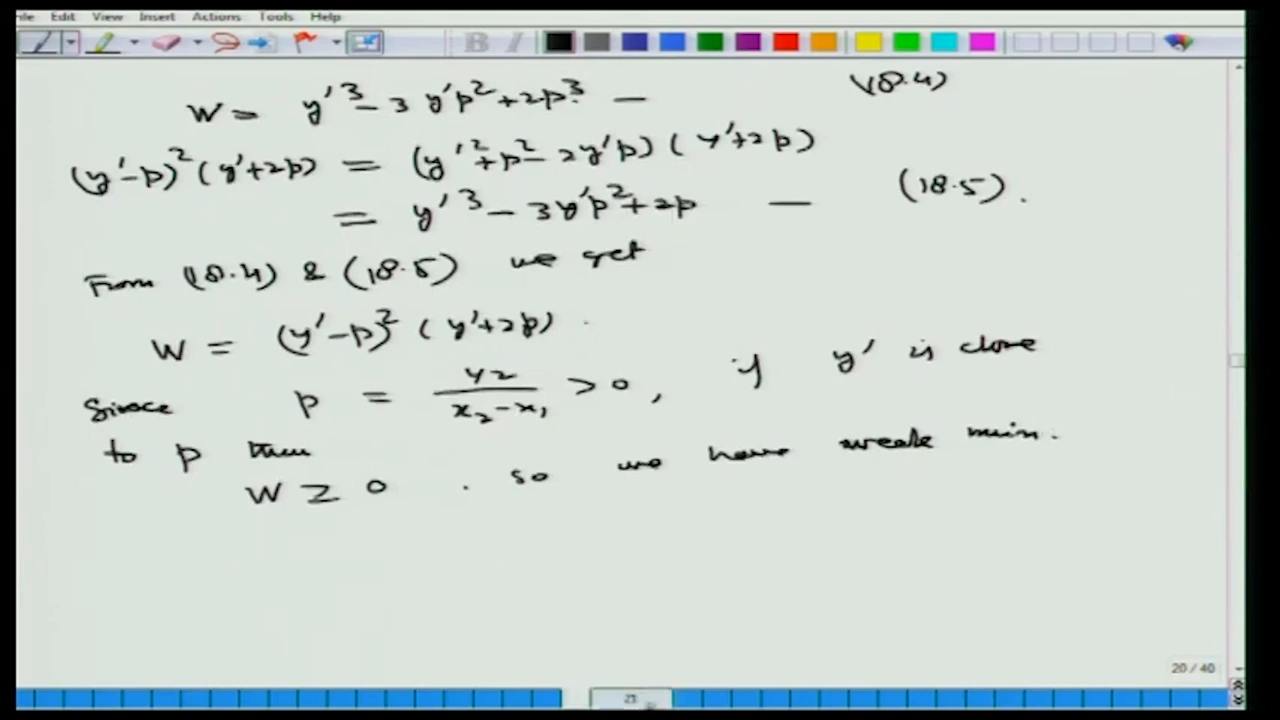 File Edit View Insert Actions Tools Help
W = y'³ - 3 y'p² + 2p³ — (18.4)
(y'-p)² (y'+2p) = (y'² + p² - 2y'p) (y'+2p)
= y'³ - 3y'p² + 2p — (18.5).
From (18.4) & (18.5) we get
W = (y'-p)² (y'+2p).
Since p = y2 / (x₂-x₁) > 0, if y' is close
to p then
W ≥ 0. so we have weak min.
20 / 40
21